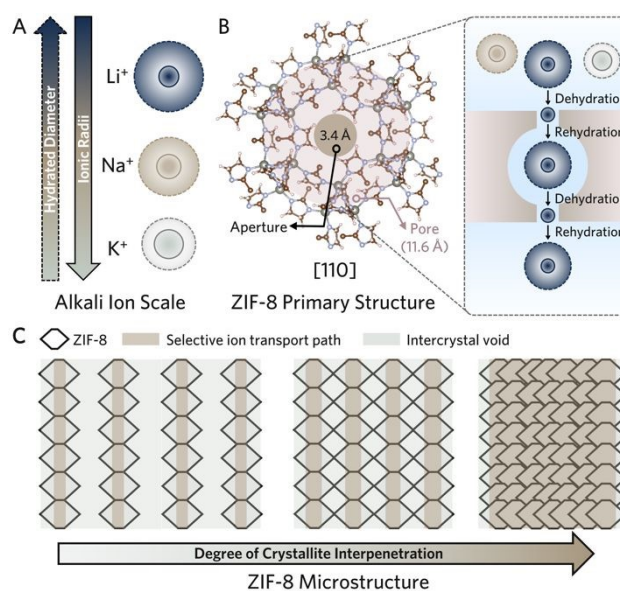 A
Hydrated Diameter
Ionic Radii
Li+
Na+
K+
Alkali Ion Scale
B
3.4 Å
Aperture
Pore
(11.6 Å)
[110]
ZIF-8 Primary Structure
Dehydration
Rehydration
Dehydration
Rehydration
C
ZIF-8
Selective ion transport path
Intercrystal void
Degree of Crystallite Interpenetration
ZIF-8 Microstructure